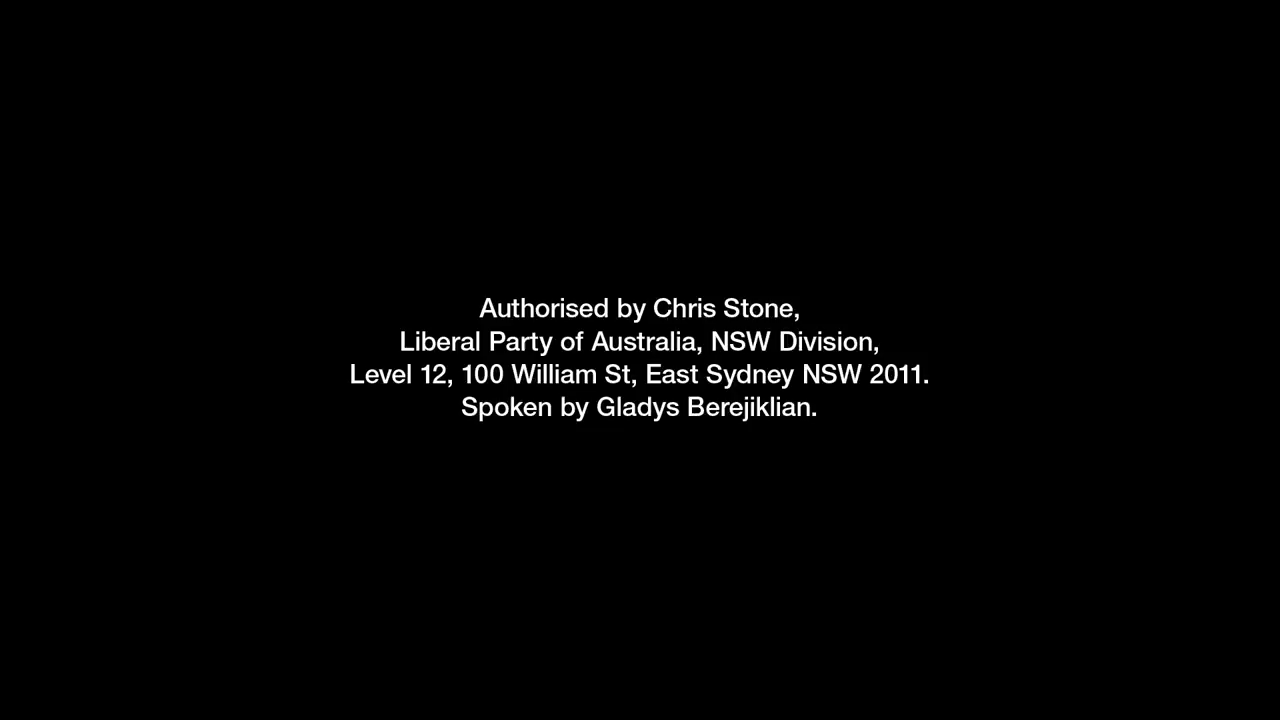 Authorised by Chris Stone,
Liberal Party of Australia, NSW Division,
Level 12, 100 William St, East Sydney NSW 2011.
Spoken by Gladys Berejiklian.